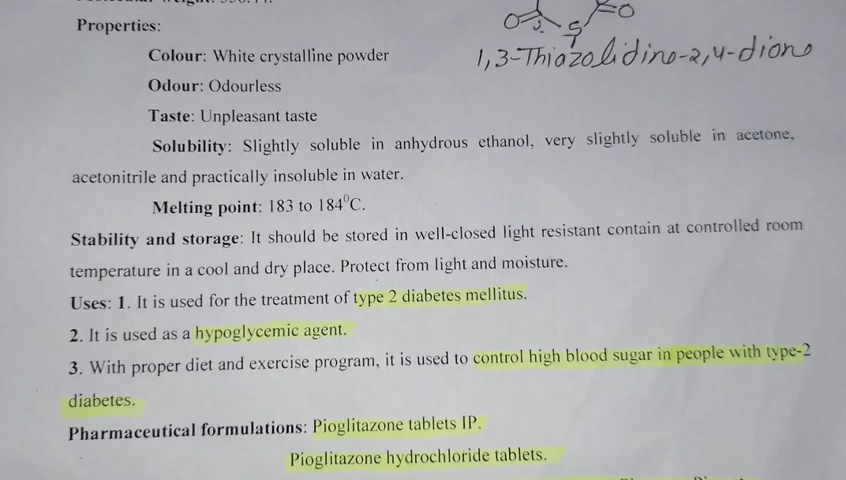 Properties:
O
S
O
1,3-Thiazolidine-2,4-dione
Colour: White crystalline powder
Odour: Odourless
Taste: Unpleasant taste
Solubility: Slightly soluble in anhydrous ethanol, very slightly soluble in acetone,
acetonitrile and practically insoluble in water.
Melting point: 183 to 184⁰C.
Stability and storage: It should be stored in well-closed light resistant contain at controlled room
temperature in a cool and dry place. Protect from light and moisture.
Uses: 1. It is used for the treatment of type 2 diabetes mellitus.
2. It is used as a hypoglycemic agent.
3. With proper diet and exercise program, it is used to control high blood sugar in people with type-2
diabetes.
Pharmaceutical formulations: Pioglitazone tablets IP.
Pioglitazone hydrochloride tablets.